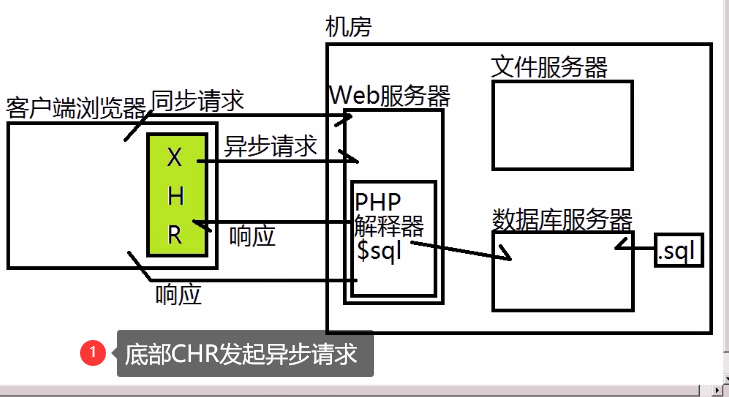 机房
文件服务器
客户端浏览器
同步请求
Web服务器
异步请求
X
H
R
PHP
解释器
$sql
响应
响应
数据库服务器
.sql
1
底部CHR发起异步请求